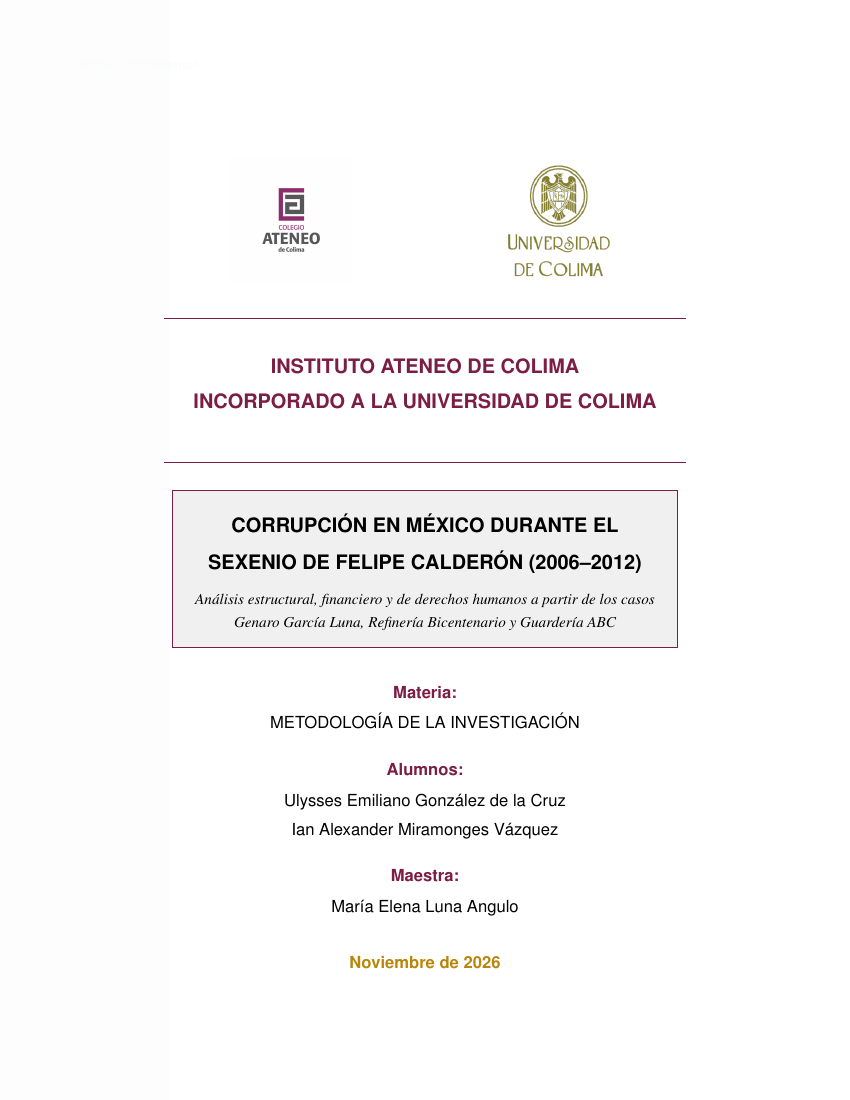 COLEGIO
ATENEO
de Colima
UNIVERSIDAD
DE COLIMA
INSTITUTO ATENEO DE COLIMA
INCORPORADO A LA UNIVERSIDAD DE COLIMA
CORRUPCIÓN EN MÉXICO DURANTE EL
SEXENIO DE FELIPE CALDERÓN (2006–2012)
Análisis estructural, financiero y de derechos humanos a partir de los casos
Genaro García Luna, Refinería Bicentenario y Guardería ABC
Materia:
METODOLOGÍA DE LA INVESTIGACIÓN
Alumnos:
Ulysses Emiliano González de la Cruz
Ian Alexander Miramonges Vázquez
Maestra:
María Elena Luna Angulo
Noviembre de 2026